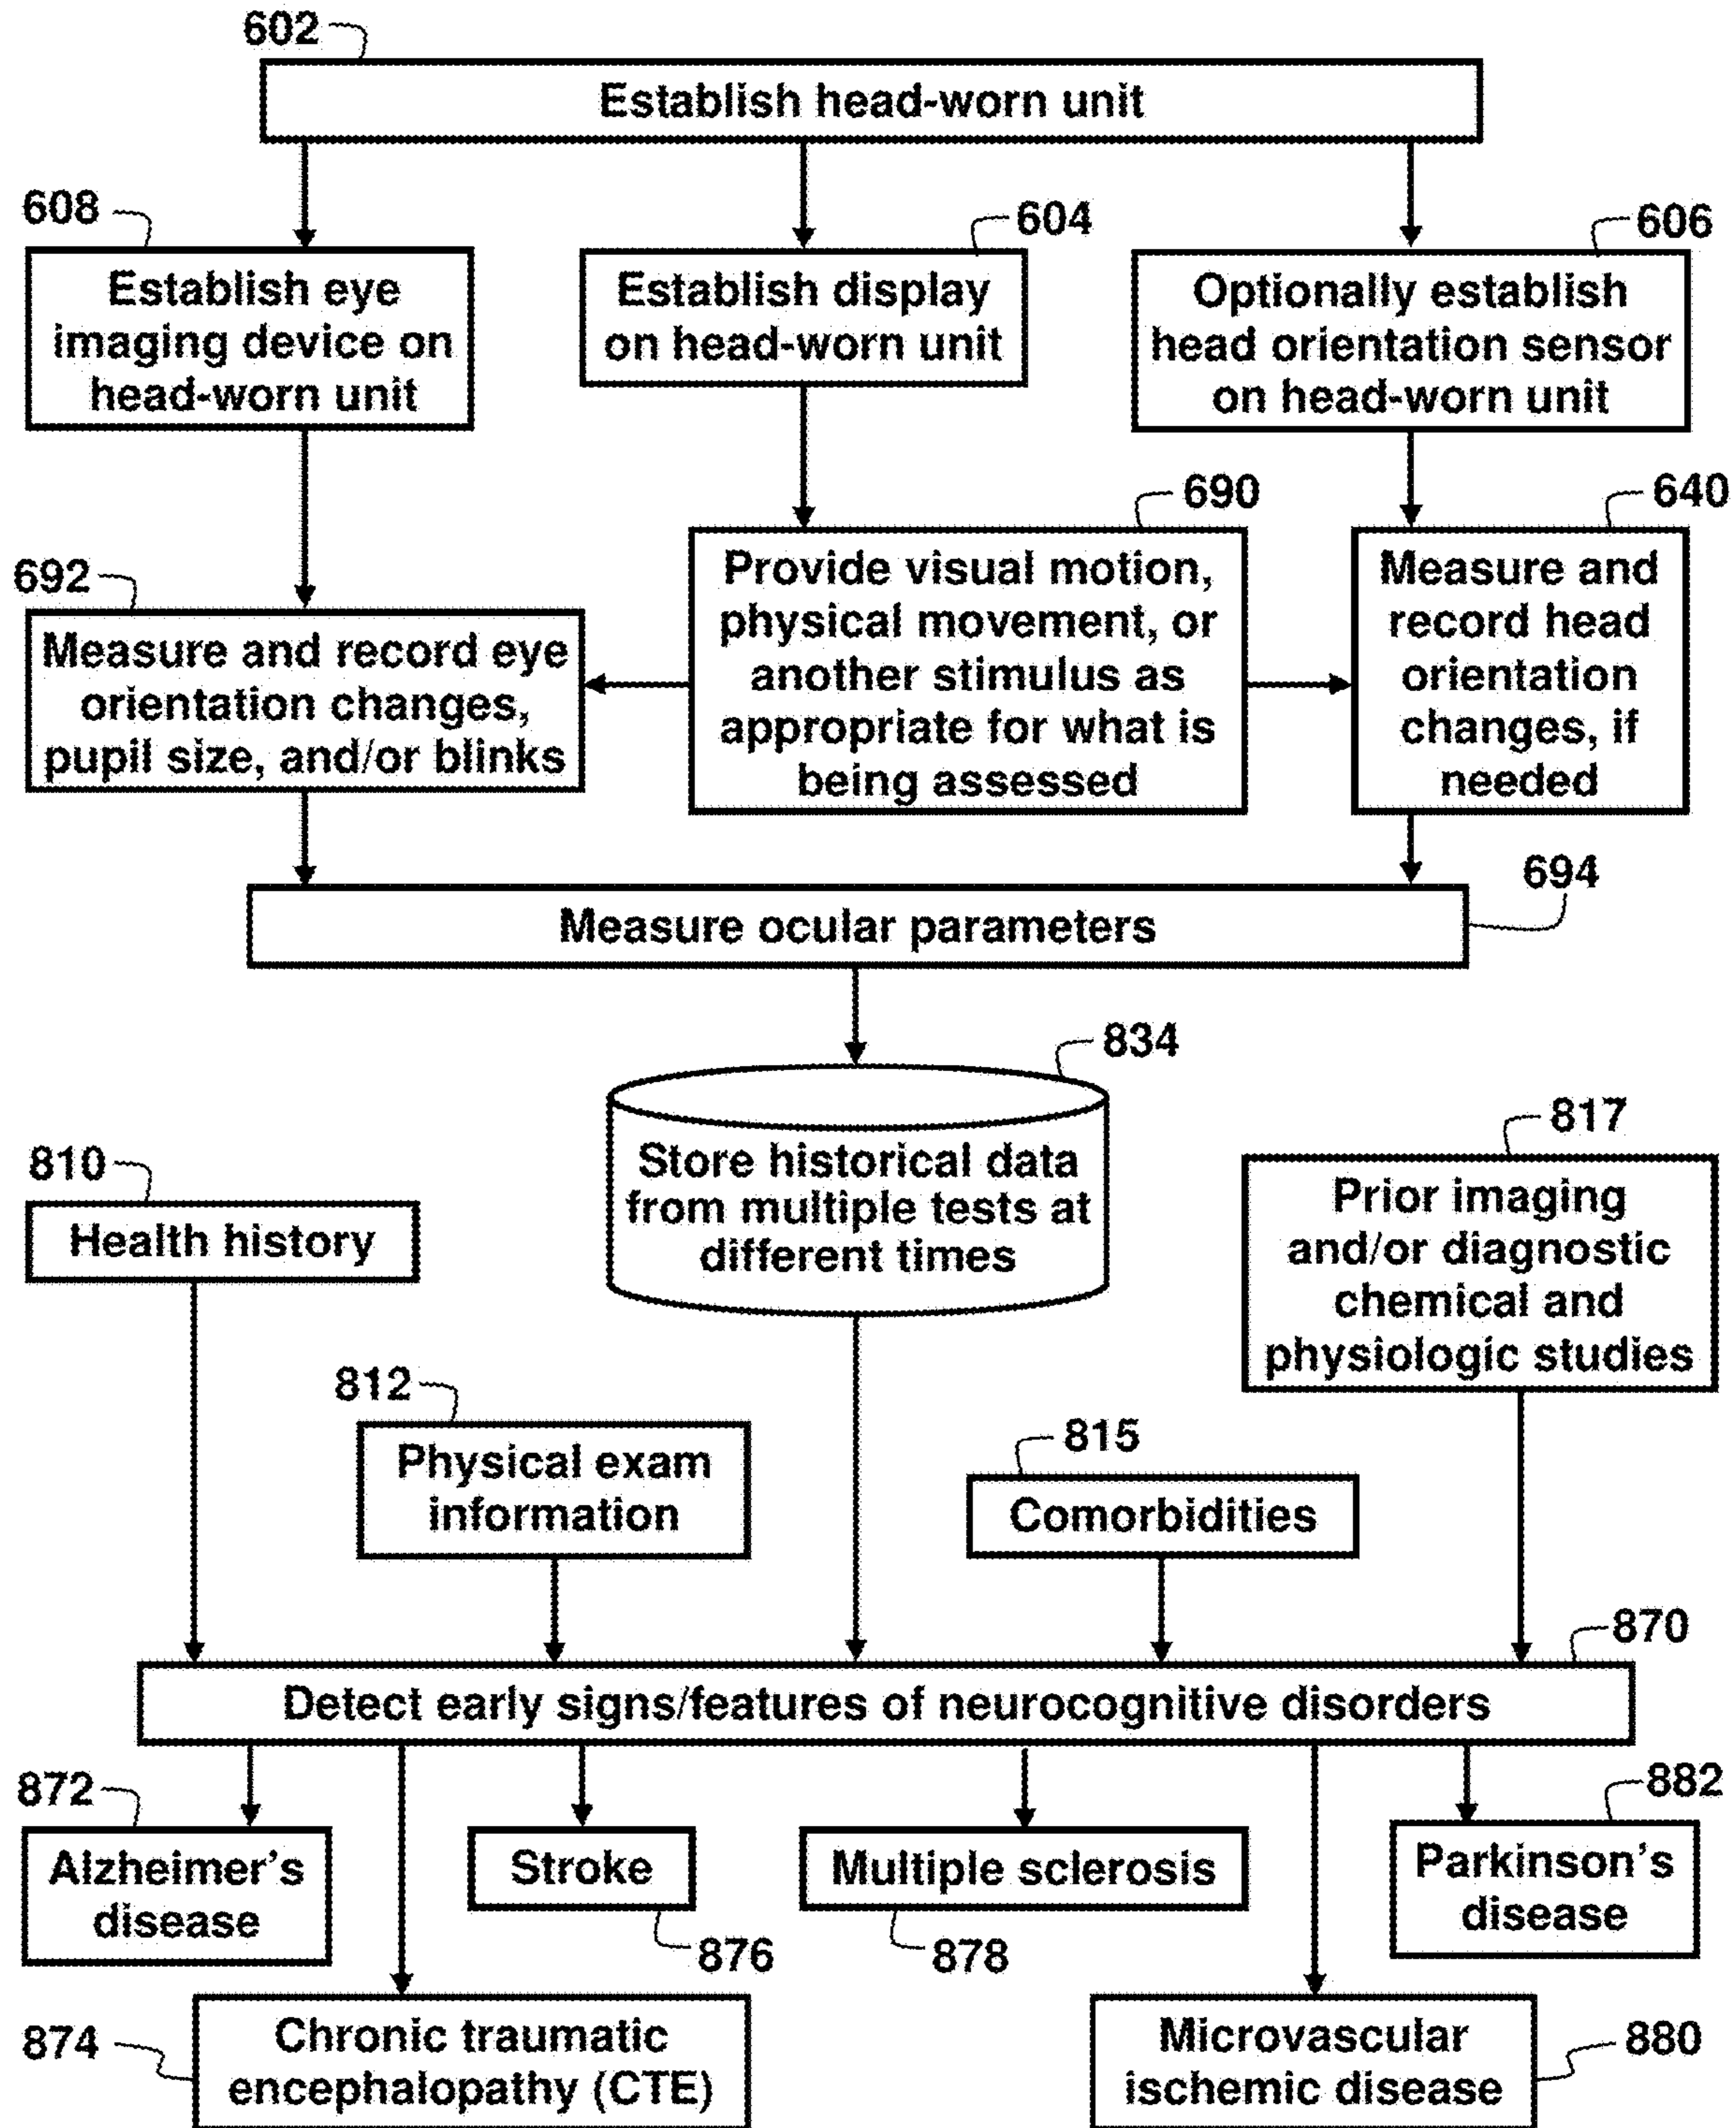 602
Establish head-worn unit
608
604
606
Establish eye
imaging device on
head-worn unit
Establish display
on head-worn unit
Optionally establish
head orientation sensor
on head-worn unit
690
640
692
Measure and record eye
orientation changes,
pupil size, and/or blinks
Provide visual motion,
physical movement, or
another stimulus as
appropriate for what is
being assessed
Measure and
record head
orientation
changes, if
needed
694
Measure ocular parameters
834
Store historical data
from multiple tests at
different times
810
Health history
817
Prior imaging
and/or diagnostic
chemical and
physiologic studies
812
Physical exam
information
815
Comorbidities
870
Detect early signs/features of neurocognitive disorders
872
Alzheimer's
disease
Stroke
876
Multiple sclerosis
878
882
Parkinson's
disease
874
Chronic traumatic
encephalopathy (CTE)
Microvascular
ischemic disease
880